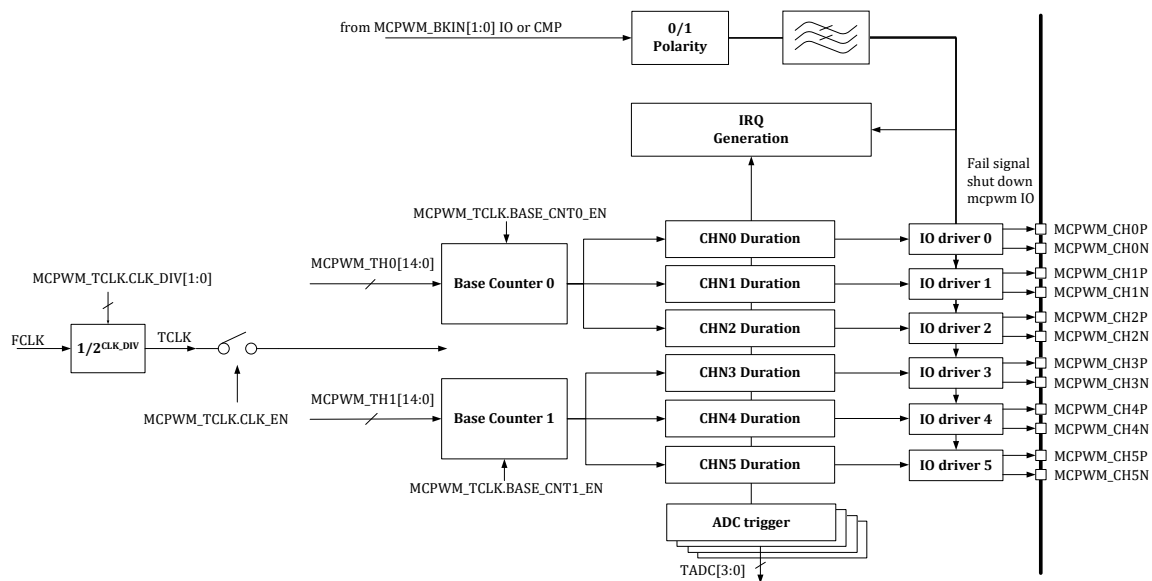 from MCPWM_BKIN[1:0] IO or CMP
0/1
Polarity
IRQ
Generation
Fail signal
shut down
mcpwm IO
MCPWM_TCLK.BASE_CNT0_EN
CHN0 Duration
IO driver 0
MCPWM_CH0P
MCPWM_CH0N
MCPWM_TH0[14:0]
Base Counter 0
CHN1 Duration
IO driver 1
MCPWM_CH1P
MCPWM_CH1N
MCPWM_TCLK.CLK_DIV[1:0]
CHN2 Duration
IO driver 2
MCPWM_CH2P
MCPWM_CH2N
FCLK
1/2^CLK_DIV
TCLK
CHN3 Duration
IO driver 3
MCPWM_CH3P
MCPWM_CH3N
MCPWM_TCLK.CLK_EN
MCPWM_TH1[14:0]
Base Counter 1
CHN4 Duration
IO driver 4
MCPWM_CH4P
MCPWM_CH4N
MCPWM_TCLK.BASE_CNT1_EN
CHN5 Duration
IO driver 5
MCPWM_CH5P
MCPWM_CH5N
ADC trigger
TADC[3:0]